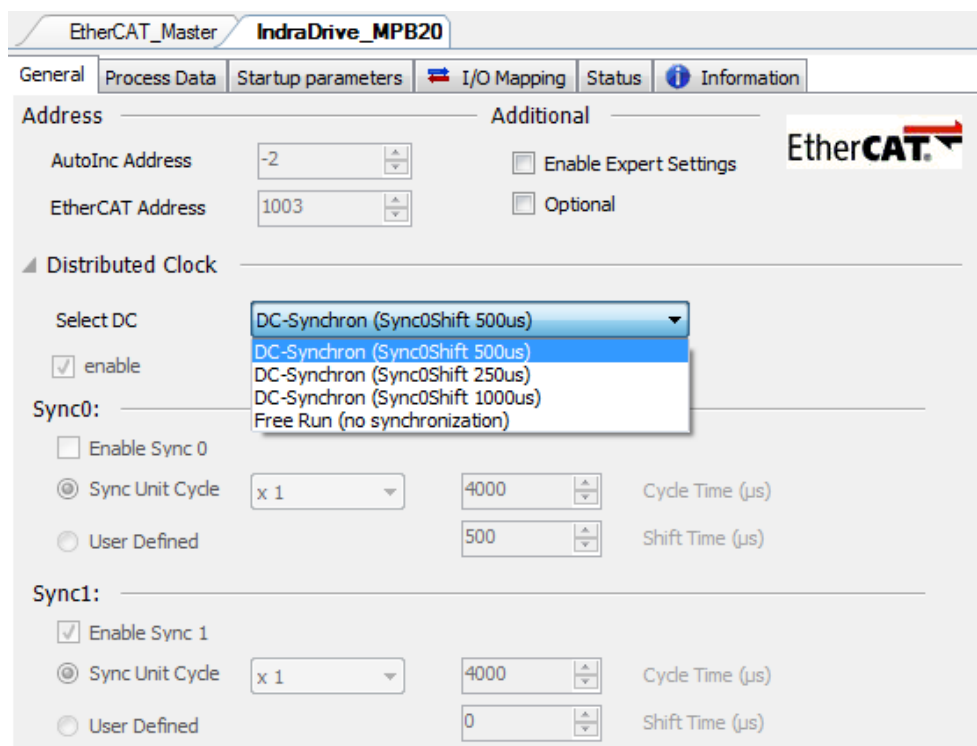 EtherCAT_Master IndraDrive_MPB20
General Process Data Startup parameters I/O Mapping Status Information
Address Additional
EtherCAT.
AutoInc Address -2 Enable Expert Settings
EtherCAT Address 1003 Optional
Distributed Clock
Select DC DC-Synchron (Sync0Shift 500us)
DC-Synchron (Sync0Shift 500us)
enable
DC-Synchron (Sync0Shift 250us)
DC-Synchron (Sync0Shift 1000us)
Sync0:
Free Run (no synchronization)
Enable Sync 0
Sync Unit Cycle x 1 4000 Cycle Time (µs)
User Defined 500 Shift Time (µs)
Sync1:
Enable Sync 1
Sync Unit Cycle x 1 4000 Cycle Time (µs)
User Defined 0 Shift Time (µs)